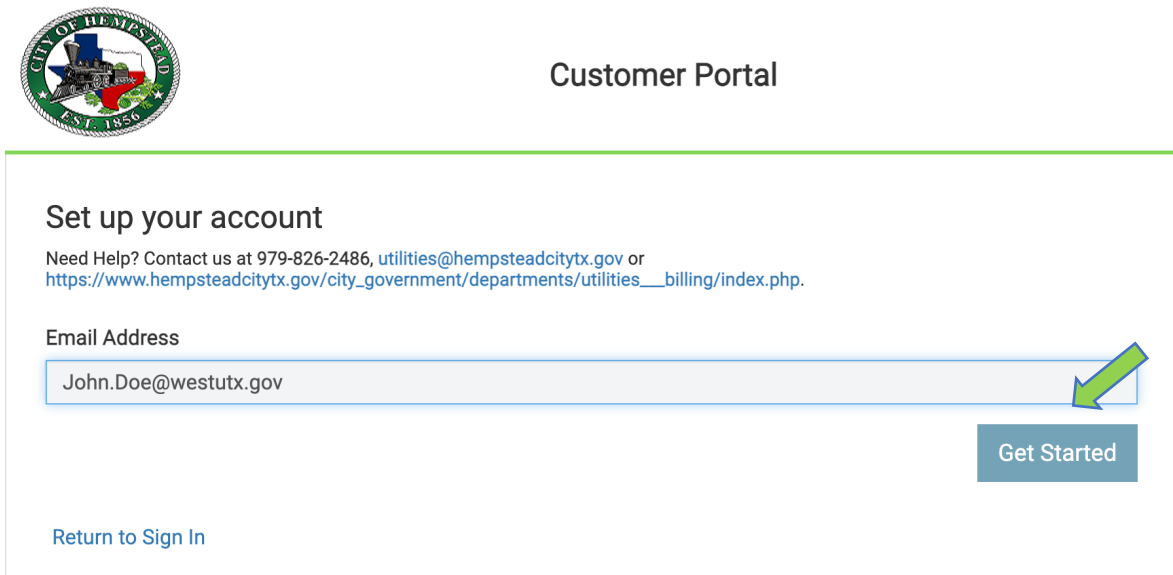 CITY OF HEMPSTEAD
EST. 1856
Customer Portal
Set up your account
Need Help? Contact us at 979-826-2486, utilities@hempsteadcitytx.gov or
https://www.hempsteadcitytx.gov/city_government/departments/utilities___billing/index.php.
Email Address
John.Doe@westutx.gov
Get Started
Return to Sign In